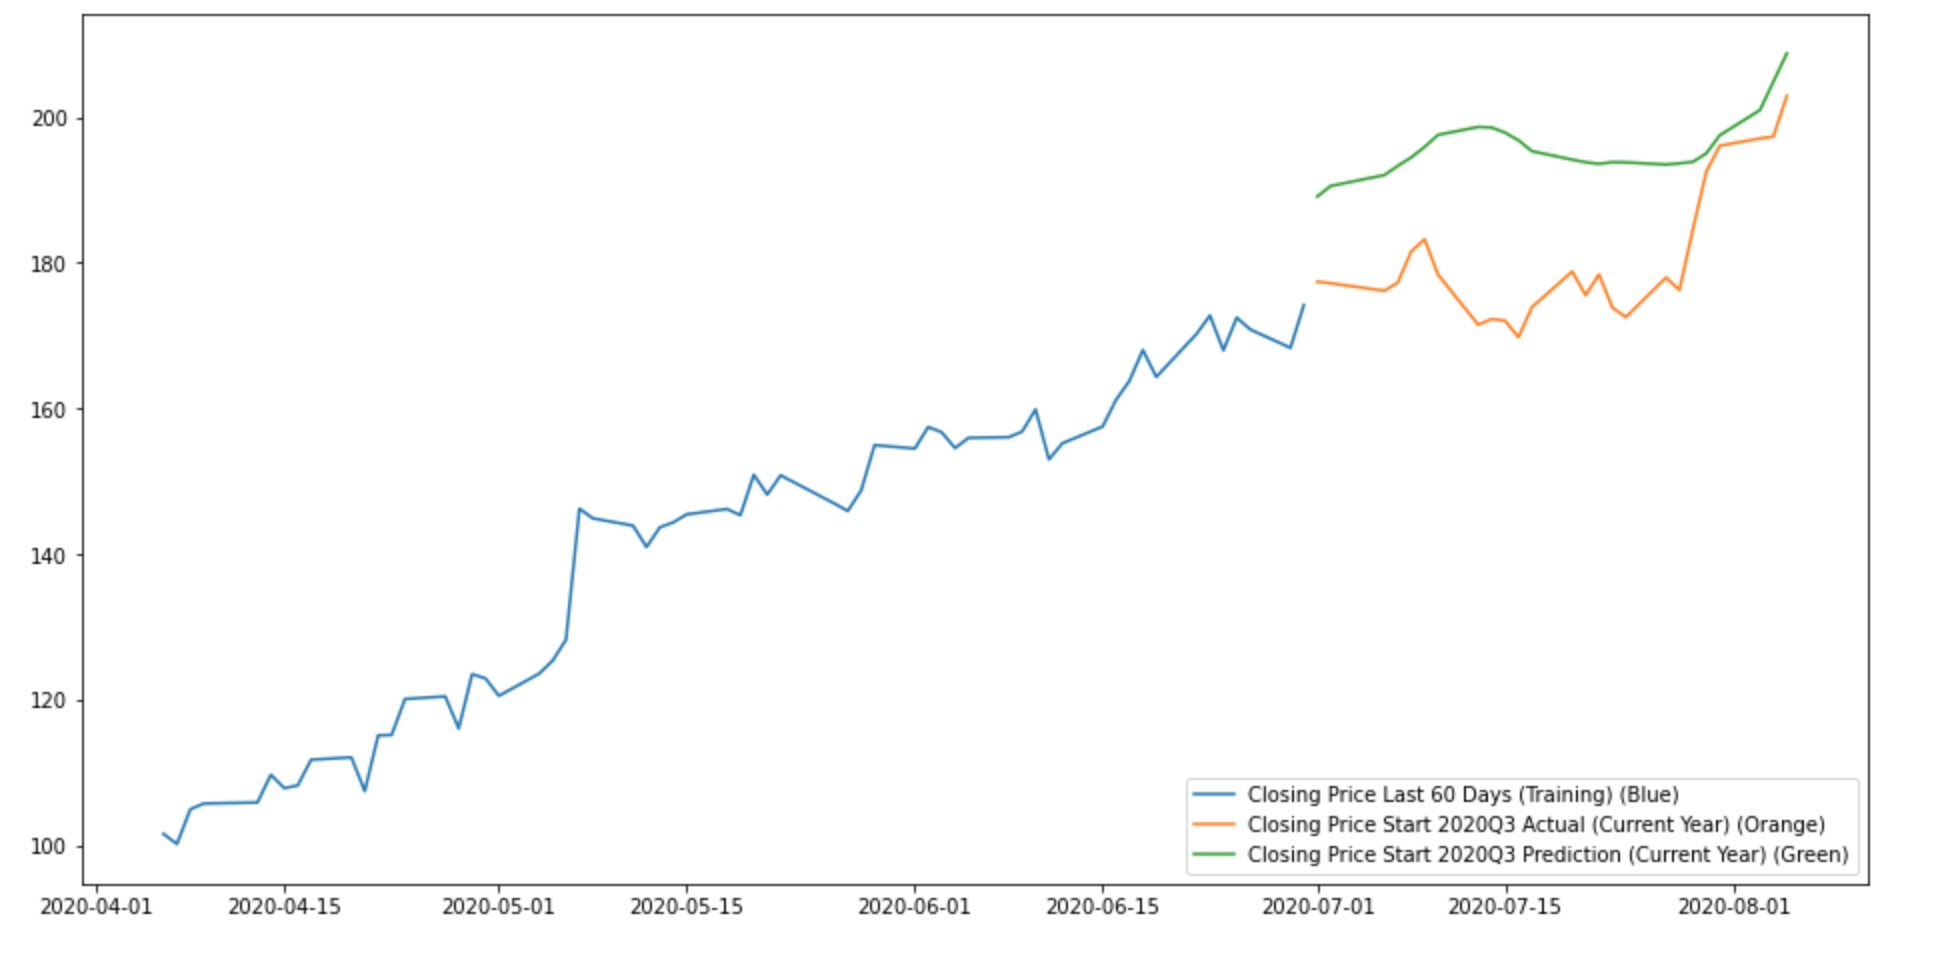 200
180
160
140
120
100
Closing Price Last 60 Days (Training) (Blue)
Closing Price Start 2020Q3 Actual (Current Year) (Orange)
Closing Price Start 2020Q3 Prediction (Current Year) (Green)
2020-04-01 2020-04-15 2020-05-01 2020-05-15 2020-06-01 2020-06-15 2020-07-01 2020-07-15 2020-08-01